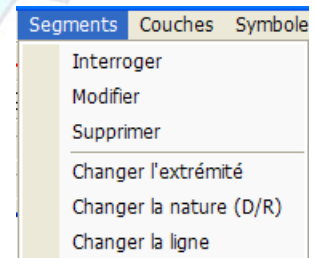 Segments Couches Symbole
Interroger
Modifier
Supprimer
Changer l'extrémité
Changer la nature (D/R)
Changer la ligne